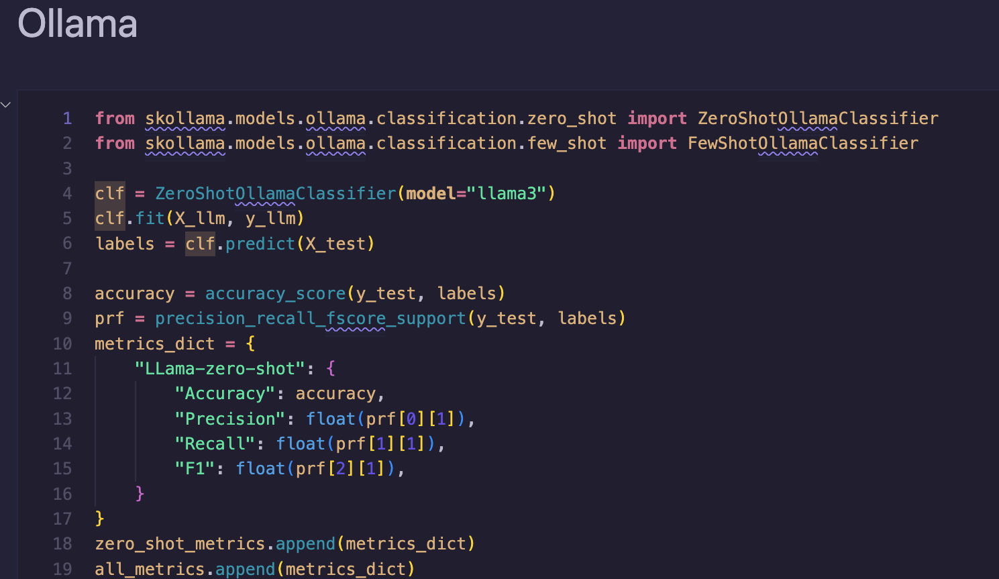 Ollama
1 from skollama.models.ollama.classification.zero_shot import ZeroShotOllamaClassifier
2 from skollama.models.ollama.classification.few_shot import FewShotOllamaClassifier
3
4 clf = ZeroShotOllamaClassifier(model="llama3")
5 clf.fit(X_llm, y_llm)
6 labels = clf.predict(X_test)
7
8 accuracy = accuracy_score(y_test, labels)
9 prf = precision_recall_fscore_support(y_test, labels)
10 metrics_dict = {
11     "LLama-zero-shot": {
12         "Accuracy": accuracy,
13         "Precision": float(prf[0][1]),
14         "Recall": float(prf[1][1]),
15         "F1": float(prf[2][1]),
16     }
17 }
18 zero_shot_metrics.append(metrics_dict)
19 all_metrics.append(metrics_dict)